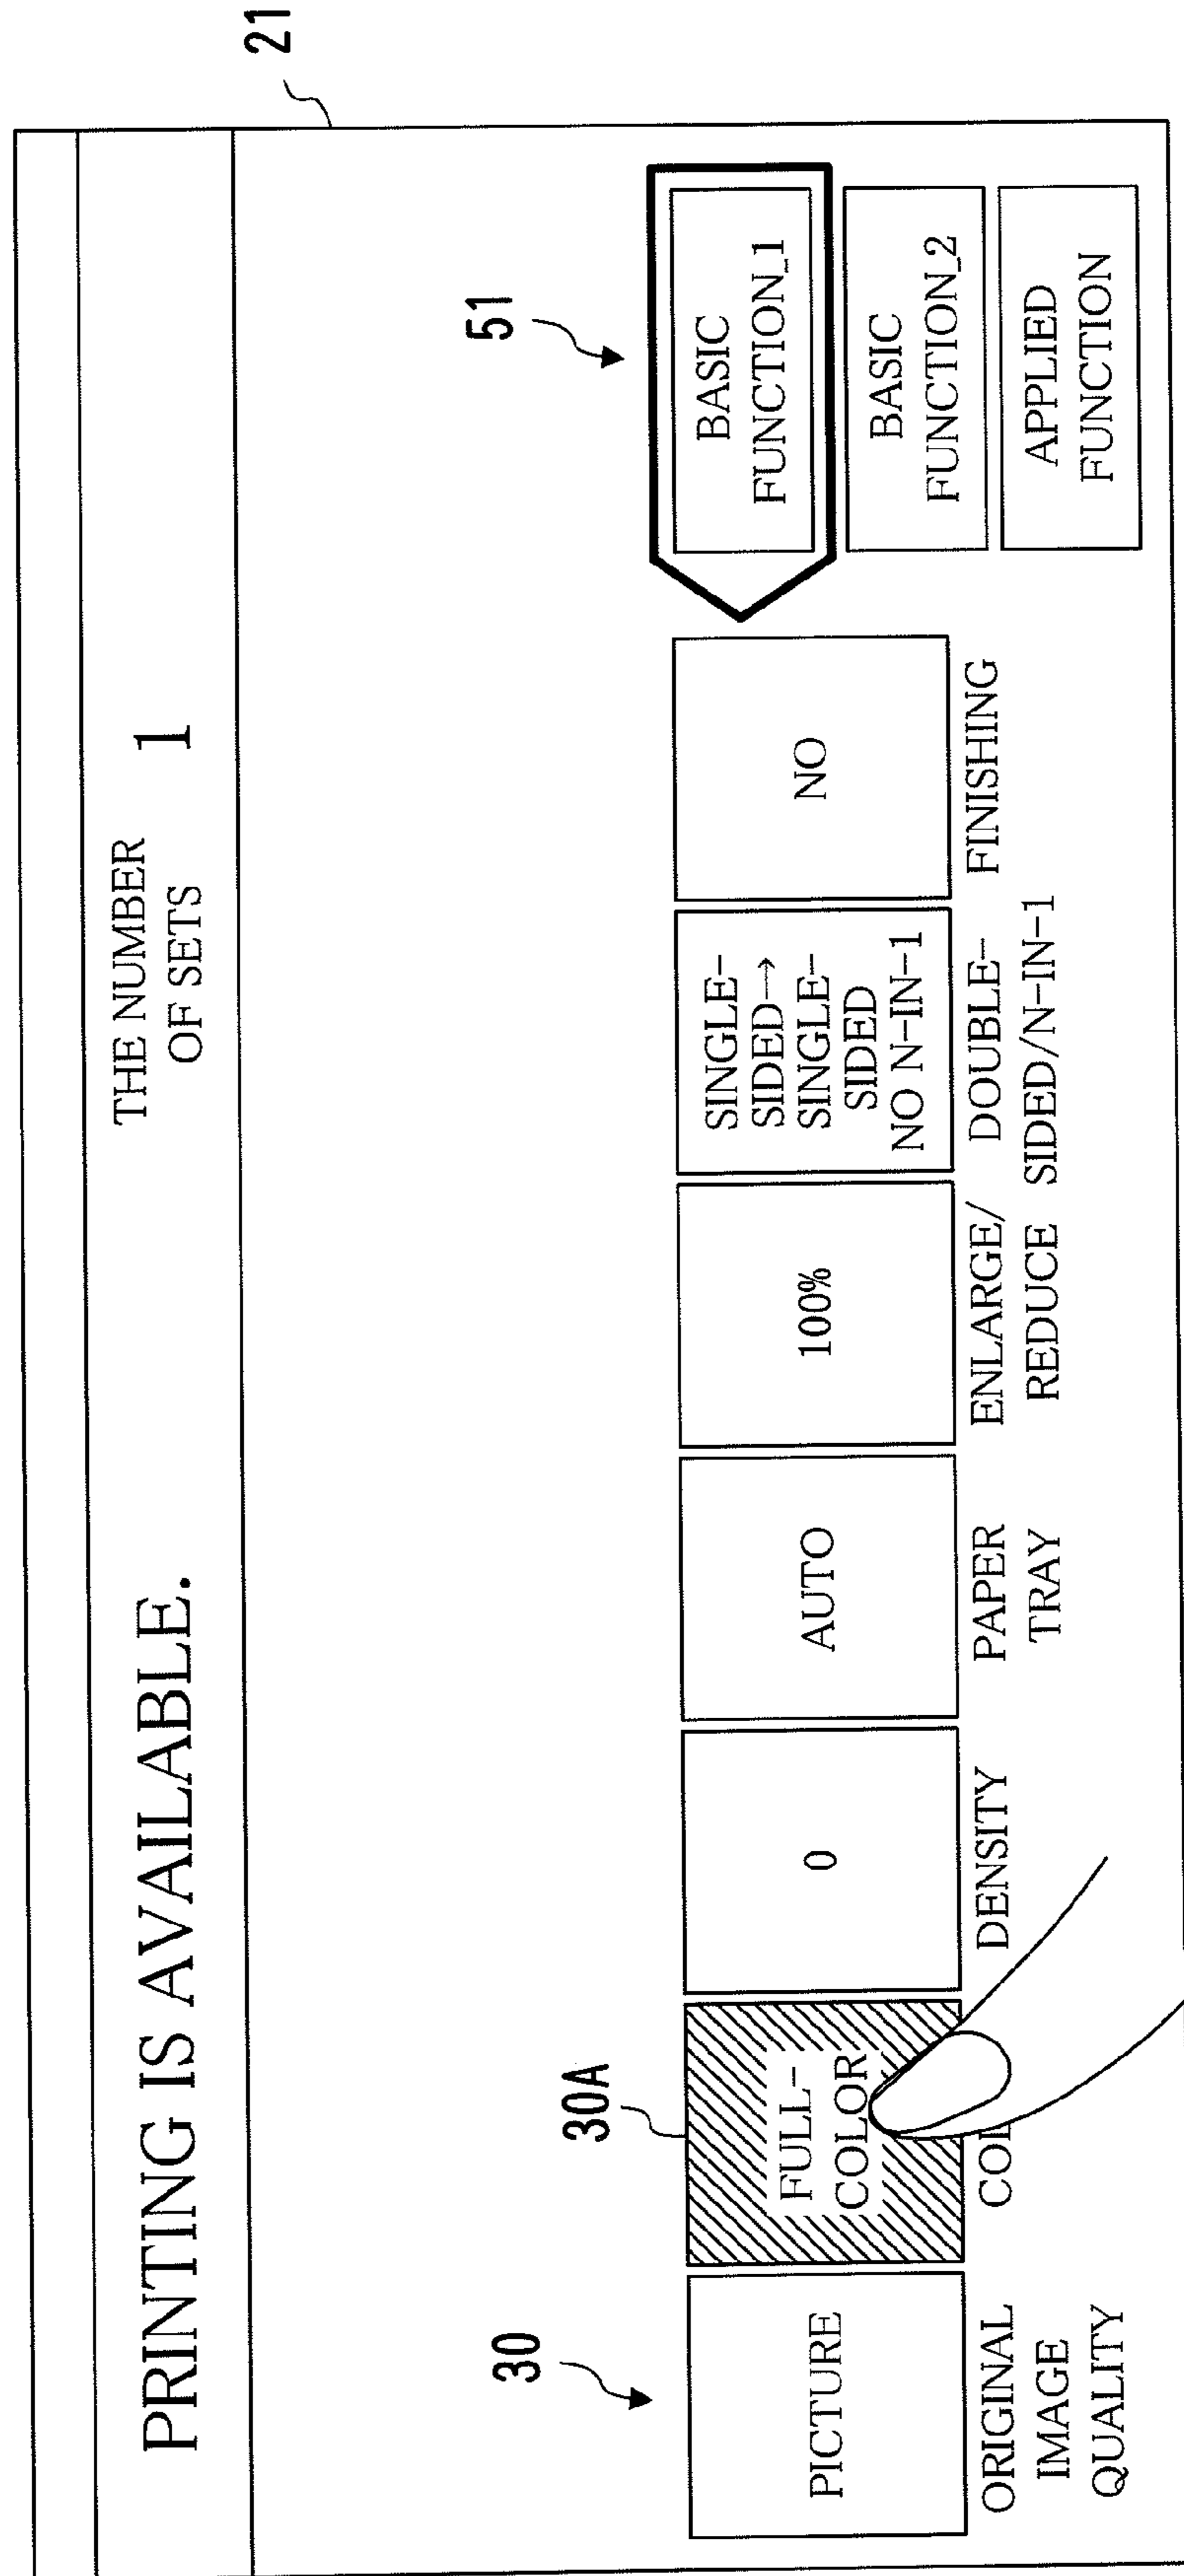 21
PRINTING IS AVAILABLE.
THE NUMBER
OF SETS
1
30
30A
51
PICTURE
ORIGINAL
IMAGE
QUALITY
FULL-
COLOR
0
DENSITY
AUTO
PAPER
TRAY
100%
ENLARGE/
REDUCE
SINGLE-
SIDED→
SINGLE-
SIDED
NO N-IN-1
DOUBLE-
SIDED/N-IN-1
NO
FINISHING
BASIC
FUNCTION_1
BASIC
FUNCTION_2
APPLIED
FUNCTION